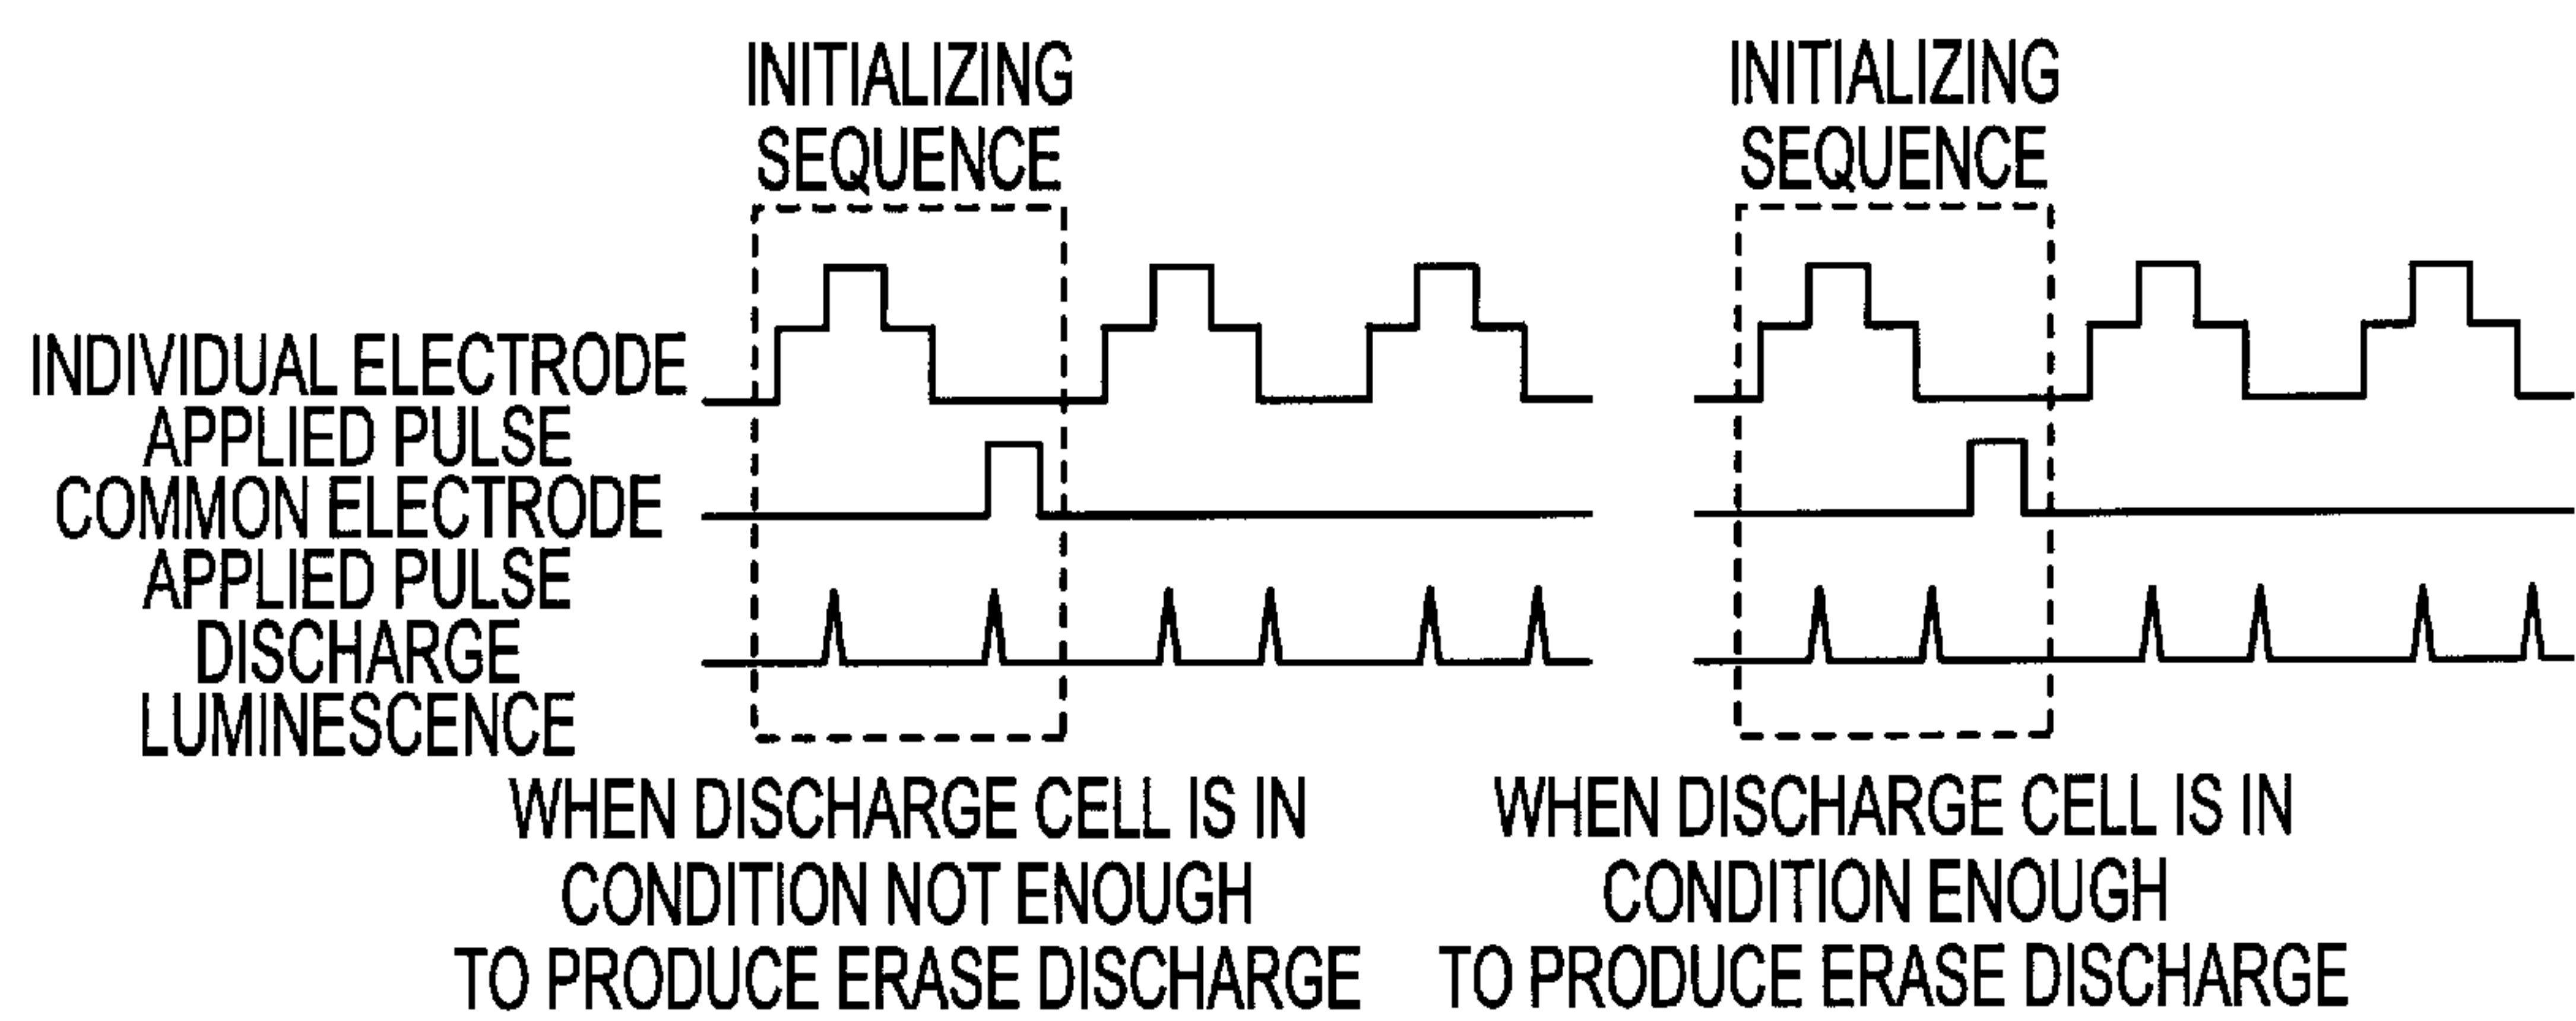 INITIALIZING
SEQUENCE
INITIALIZING
SEQUENCE
INDIVIDUAL ELECTRODE
APPLIED PULSE
COMMON ELECTRODE
APPLIED PULSE
DISCHARGE
LUMINESCENCE
WHEN DISCHARGE CELL IS IN
CONDITION NOT ENOUGH
TO PRODUCE ERASE DISCHARGE
WHEN DISCHARGE CELL IS IN
CONDITION ENOUGH
TO PRODUCE ERASE DISCHARGE